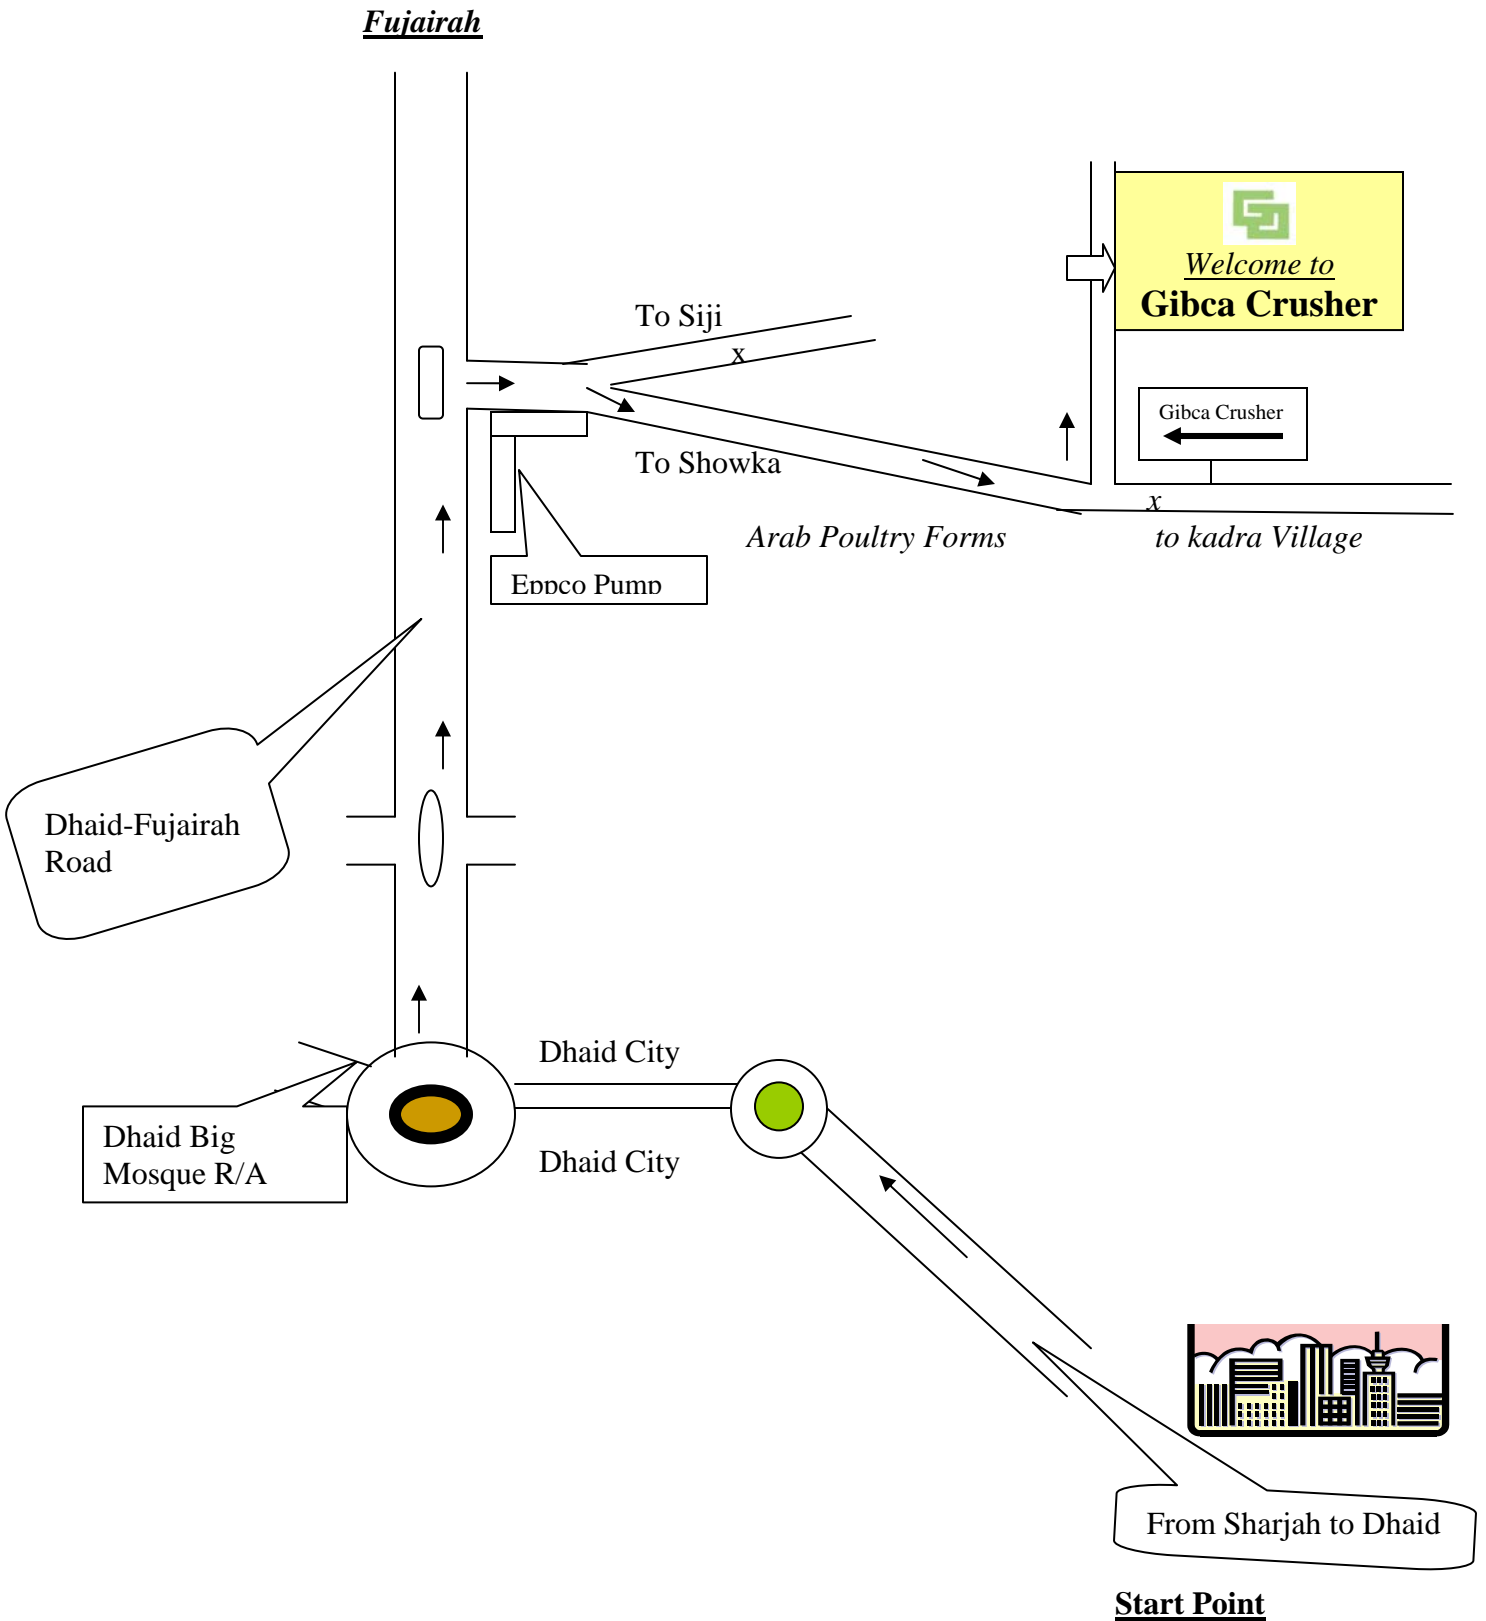 Fujairah
Welcome to
Gibca Crusher
To Siji
x
Gibca Crusher
To Showka
x
Arab Poultry Forms
to kadra Village
Eppco Pump
Dhaid-Fujairah
Road
Dhaid City
Dhaid Big
Mosque R/A
Dhaid City
From Sharjah to Dhaid
Start Point